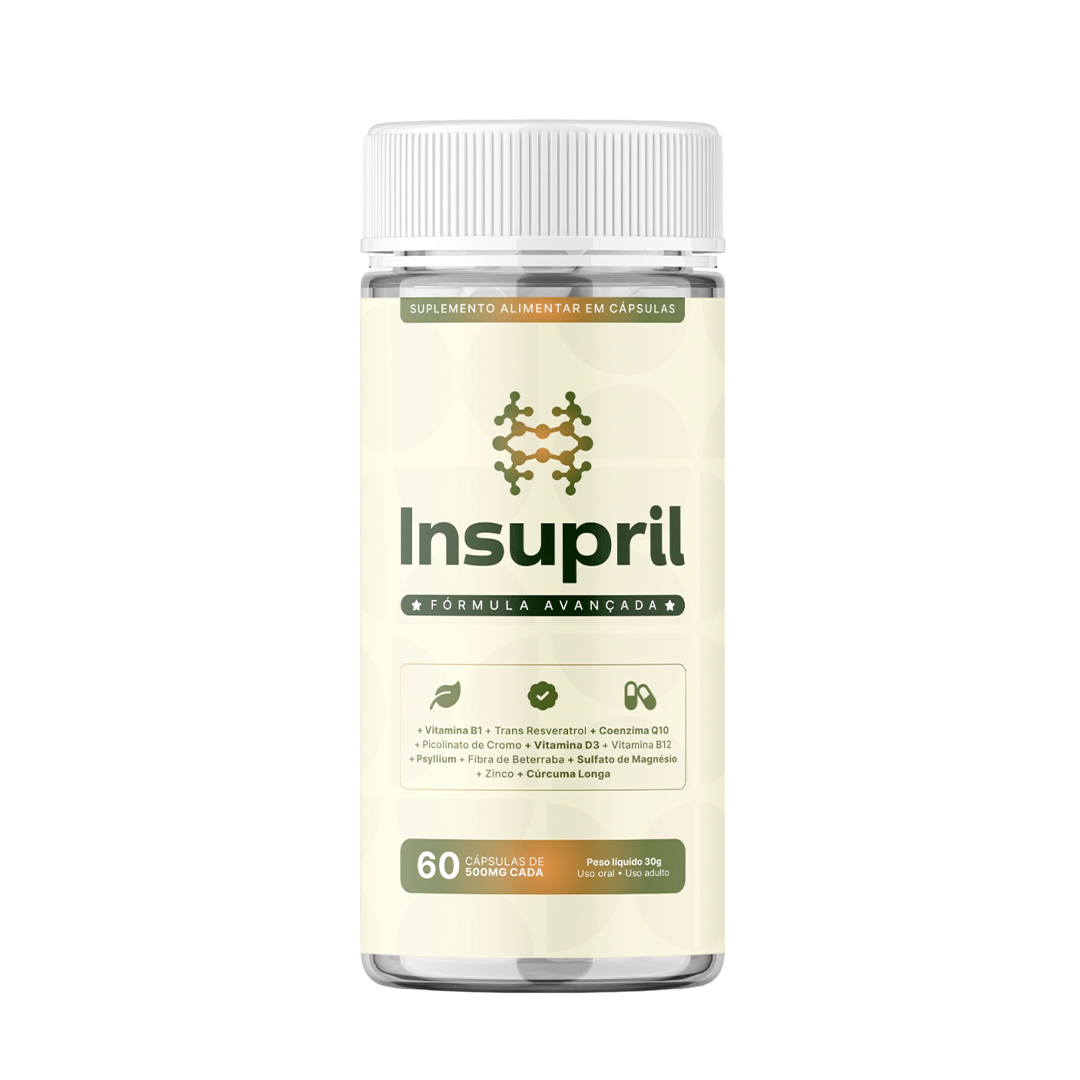 SUPLEMENTO ALIMENTAR EM CÁPSULAS
Insupril
FÓRMULA AVANÇADA
+ Vitamina B1 + Trans Resveratrol + Coenzima Q10
+ Picolinato de Cromo + Vitamina D3 + Vitamina B12
+ Psyllium + Fibra de Beterraba + Sulfato de Magnésio
+ Zinco + Cúrcuma Longa
60 CÁPSULAS DE
500MG CADA
Peso líquido 30g
Uso oral • Uso adulto